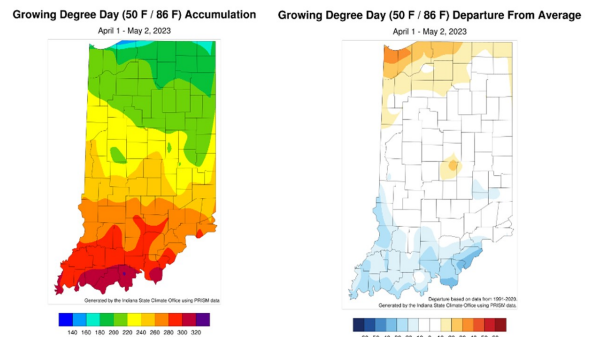 Growing Degree Day (50 F / 86 F) Accumulation
April 1 - May 2, 2023
Generated by the Indiana State Climate Office using PRISM data
140 160 180 200 220 240 260 280 300 320
Growing Degree Day (50 F / 86 F) Departure From Average
April 1 - May 2, 2023
Departure based on data from 1991-2020.
Generated by the Indiana State Climate Office using PRISM data.